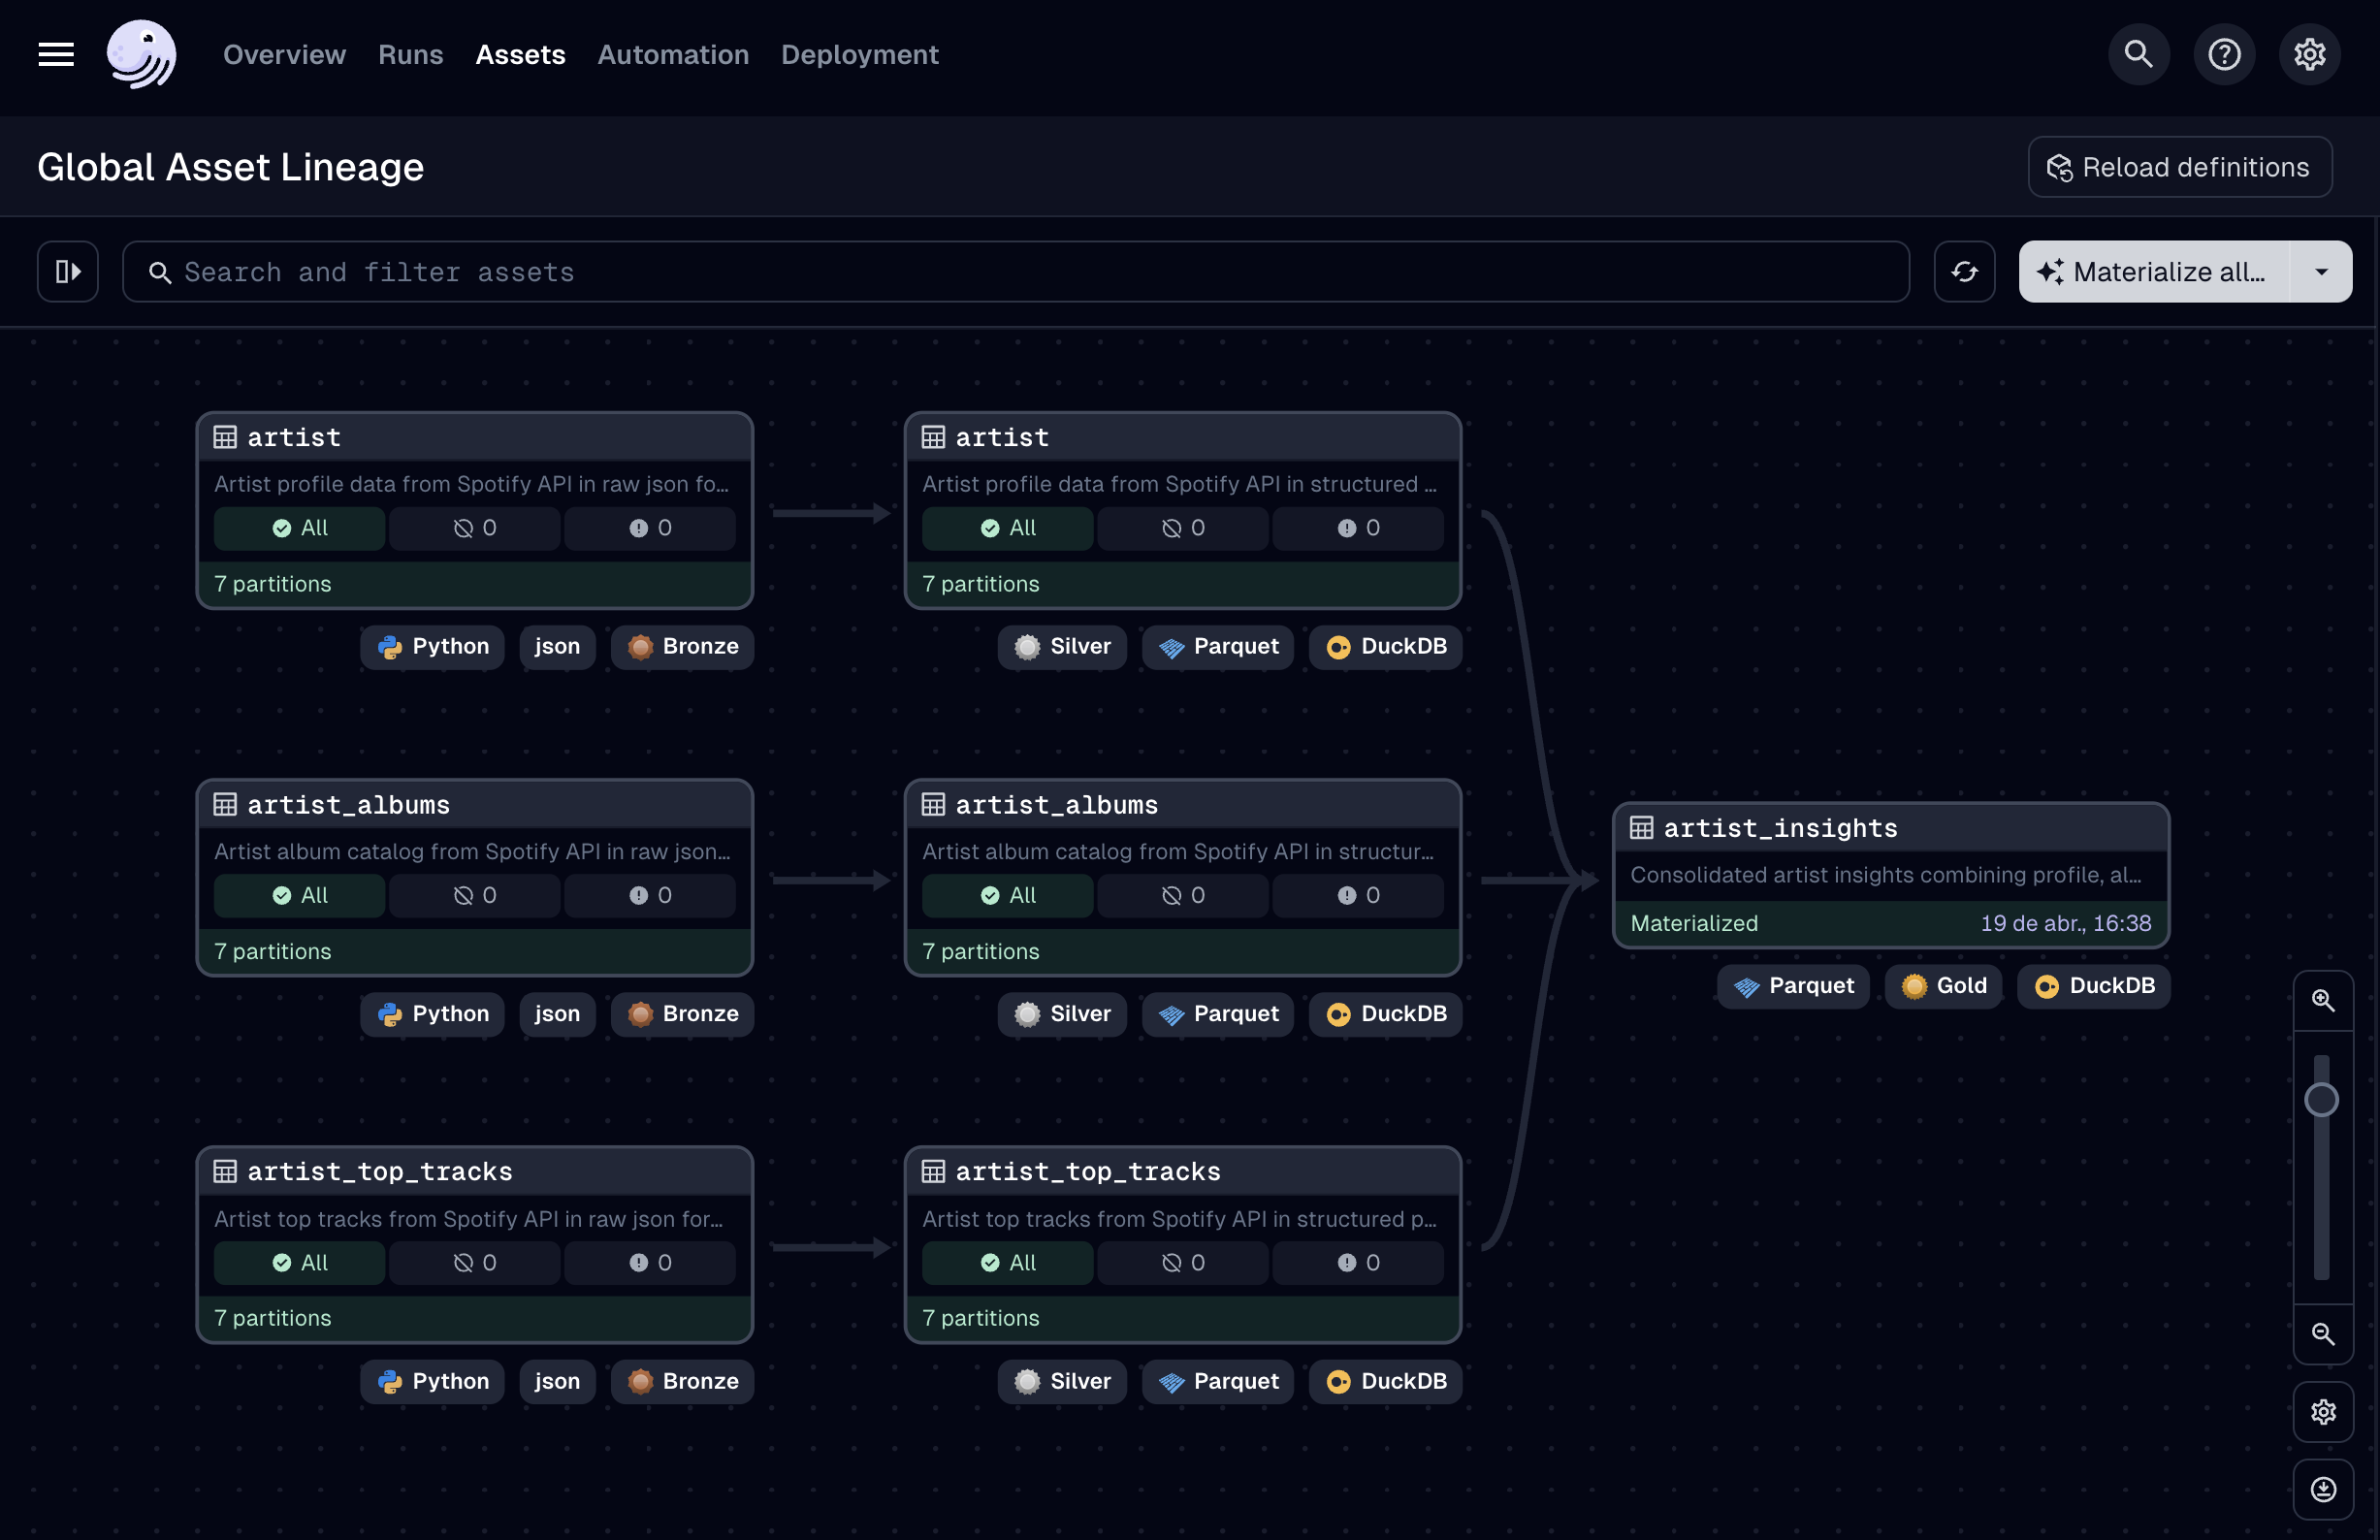 Overview Runs Assets Automation Deployment
Global Asset Lineage
Reload definitions
Search and filter assets
Materialize all...
artist
Artist profile data from Spotify API in raw json fo...
All 0 0
7 partitions
Python json Bronze
artist
Artist profile data from Spotify API in structured ...
All 0 0
7 partitions
Silver Parquet DuckDB
artist_albums
Artist album catalog from Spotify API in raw json...
All 0 0
7 partitions
Python json Bronze
artist_albums
Artist album catalog from Spotify API in structur...
All 0 0
7 partitions
Silver Parquet DuckDB
artist_insights
Consolidated artist insights combining profile, al...
Materialized 19 de abr., 16:38
Parquet Gold DuckDB
artist_top_tracks
Artist top tracks from Spotify API in raw json for...
All 0 0
7 partitions
Python json Bronze
artist_top_tracks
Artist top tracks from Spotify API in structured p...
All 0 0
7 partitions
Silver Parquet DuckDB